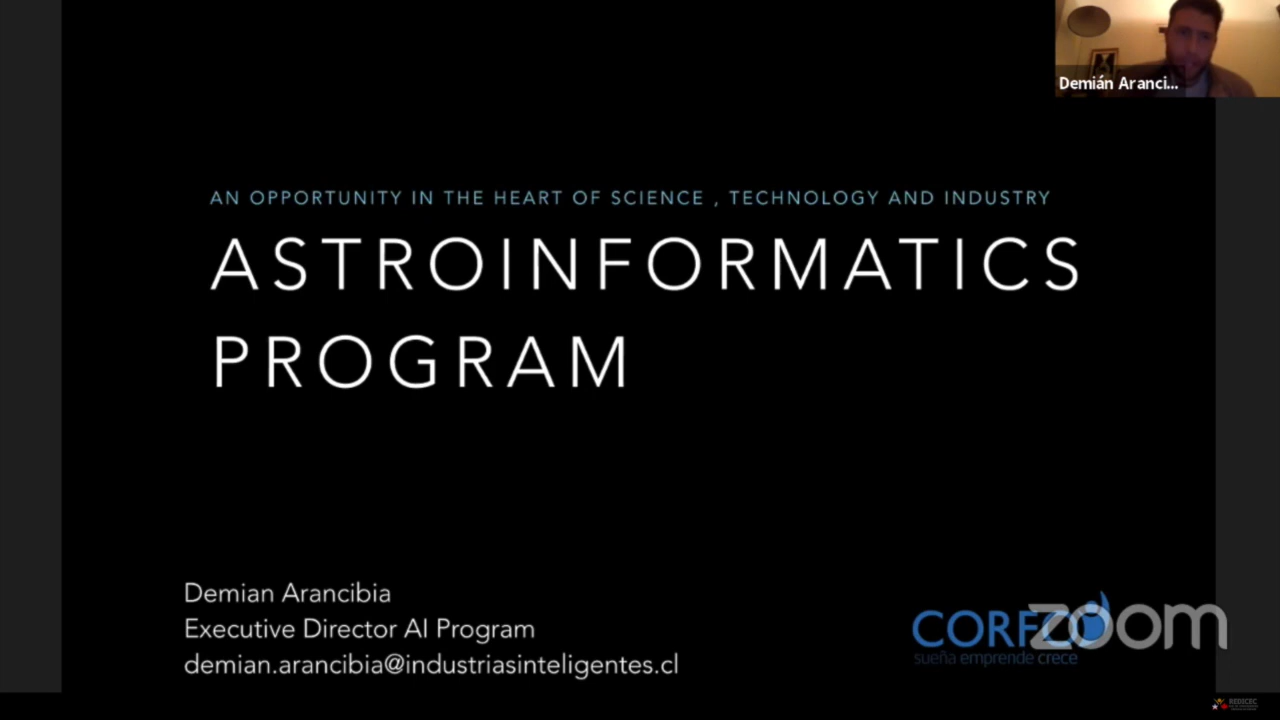 Demián Aranci...
AN OPPORTUNITY IN THE HEART OF SCIENCE , TECHNOLOGY AND INDUSTRY
ASTROINFORMATICS
PROGRAM
Demian Arancibia
Executive Director AI Program
demian.arancibia@industriasinteligentes.cl
CORFO
zoom
sueña emprende crece
REDICEC